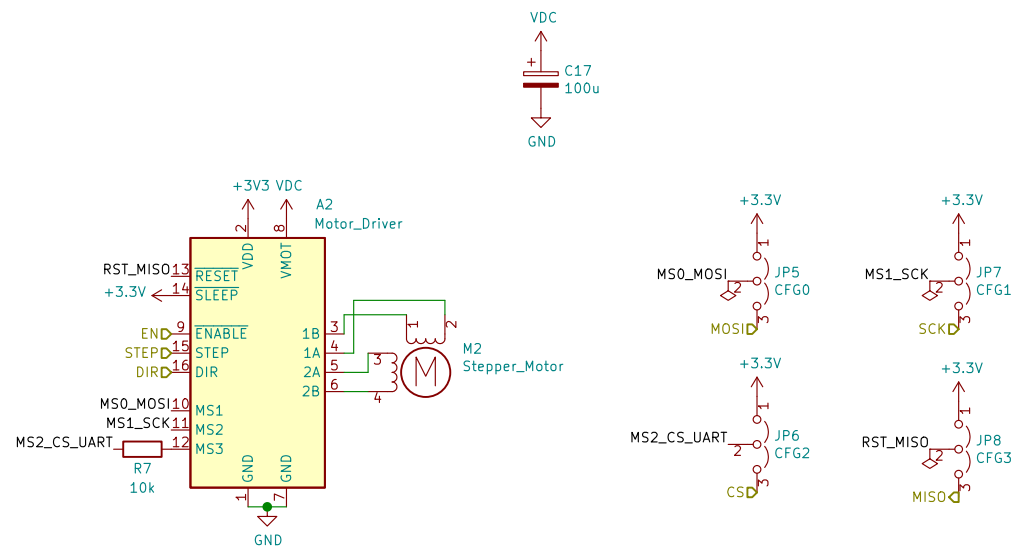 VDC
+
C17
100u
GND
+3V3 VDC
A2
Motor_Driver
2
8
VDD
VMOT
RST_MISO 13 RESET
+3.3V 14 SLEEP
EN 9 ENABLE
STEP 15 STEP
DIR 16 DIR
MS0_MOSI 10 MS1
MS1_SCK 11 MS2
MS2_CS_UART 12 MS3
R7
10k
1B 3
1A 4
2A 5
2B 6
1
2
3
4
M
M2
Stepper_Motor
GND
GND
1
7
GND
+3.3V
1
MS0_MOSI 2
JP5
CFG0
3
MOSI
+3.3V
1
MS1_SCK 2
JP7
CFG1
3
SCK
+3.3V
1
MS2_CS_UART 2
JP6
CFG2
3
CS
+3.3V
1
RST_MISO 2
JP8
CFG3
3
MISO